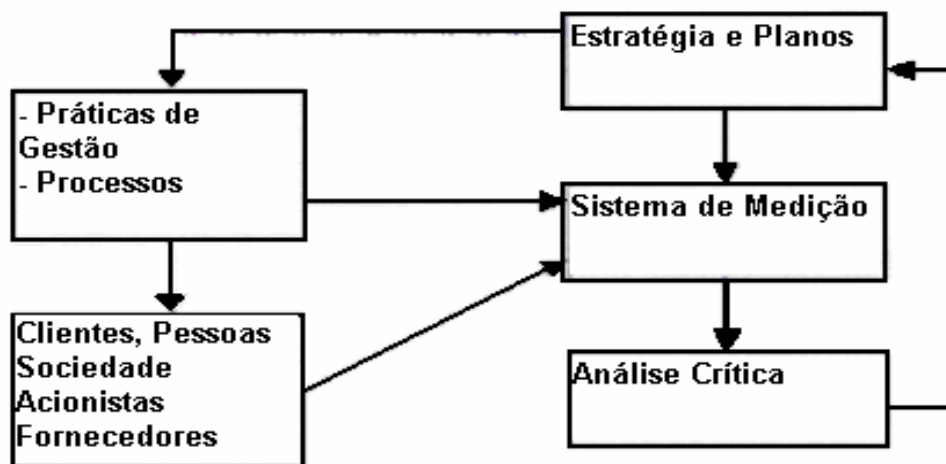 Estratégia e Planos
- Práticas de
Gestão
- Processos
Sistema de Medição
Clientes, Pessoas
Sociedade
Acionistas
Fornecedores
Análise Crítica